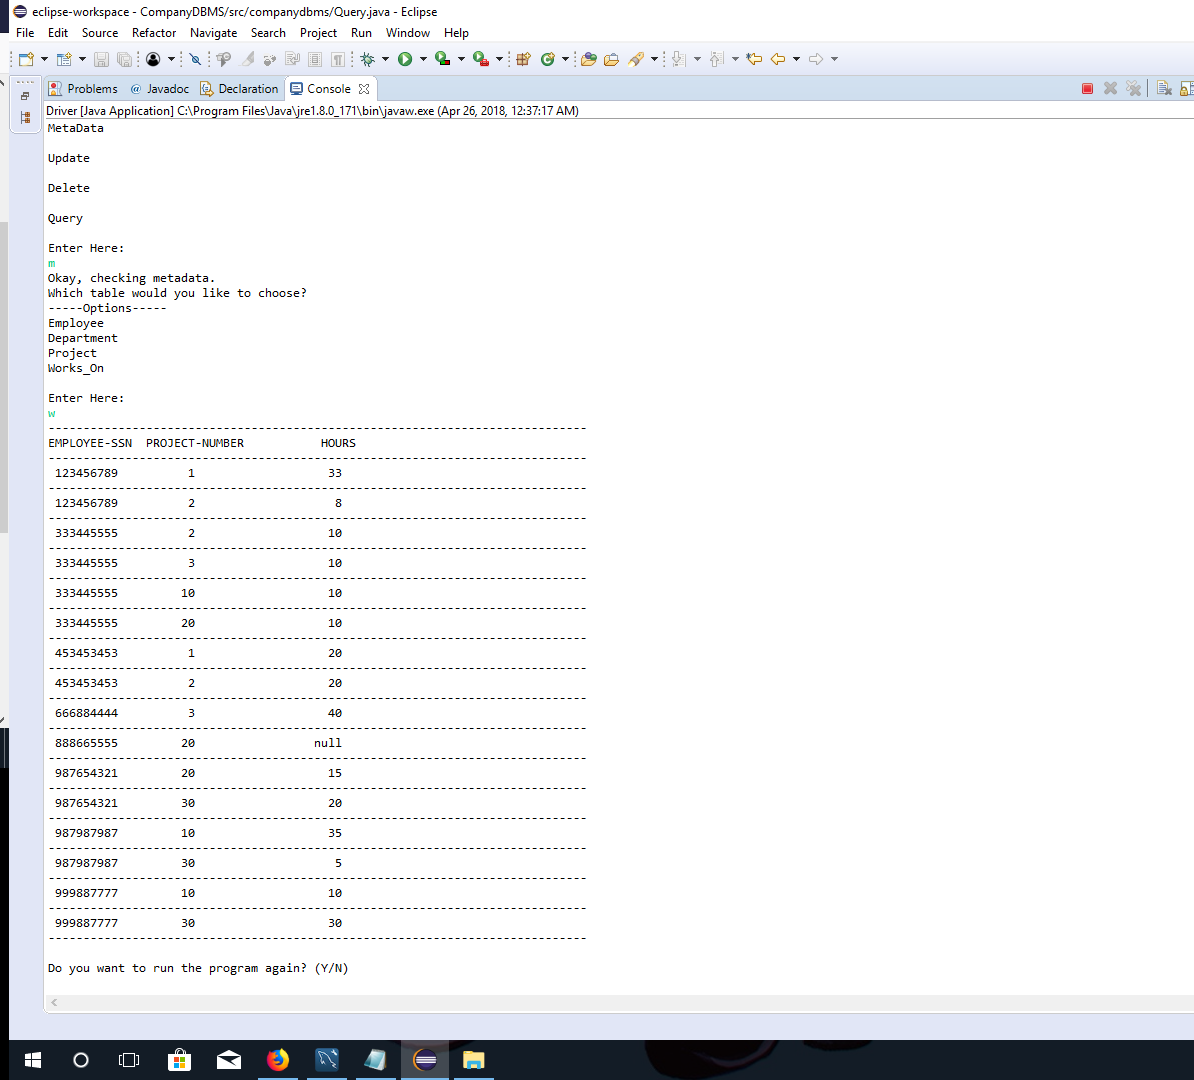 eclipse-workspace - CompanyDBMS/src/companydbms/Query.java - Eclipse
File Edit Source Refactor Navigate Search Project Run Window Help
Problems @ Javadoc Declaration Console
Driver [Java Application] C:\Program Files\Java\jre1.8.0_171\bin\javaw.exe (Apr 26, 2018, 12:37:17 AM)
MetaData
Update
Delete
Query
Enter Here:
m
Okay, checking metadata.
Which table would you like to choose?
-----Options-----
Employee
Department
Project
Works_On
Enter Here:
w
-----------------------------------------------------------------------------
EMPLOYEE-SSN PROJECT-NUMBER HOURS
-----------------------------------------------------------------------------
123456789 1 33
-----------------------------------------------------------------------------
123456789 2 8
-----------------------------------------------------------------------------
333445555 2 10
-----------------------------------------------------------------------------
333445555 3 10
-----------------------------------------------------------------------------
333445555 10 10
-----------------------------------------------------------------------------
333445555 20 10
-----------------------------------------------------------------------------
453453453 1 20
-----------------------------------------------------------------------------
453453453 2 20
-----------------------------------------------------------------------------
666884444 3 40
-----------------------------------------------------------------------------
888665555 20 null
-----------------------------------------------------------------------------
987654321 20 15
-----------------------------------------------------------------------------
987654321 30 20
-----------------------------------------------------------------------------
987987987 10 35
-----------------------------------------------------------------------------
987987987 30 5
-----------------------------------------------------------------------------
999887777 10 10
-----------------------------------------------------------------------------
999887777 30 30
-----------------------------------------------------------------------------
Do you want to run the program again? (Y/N)